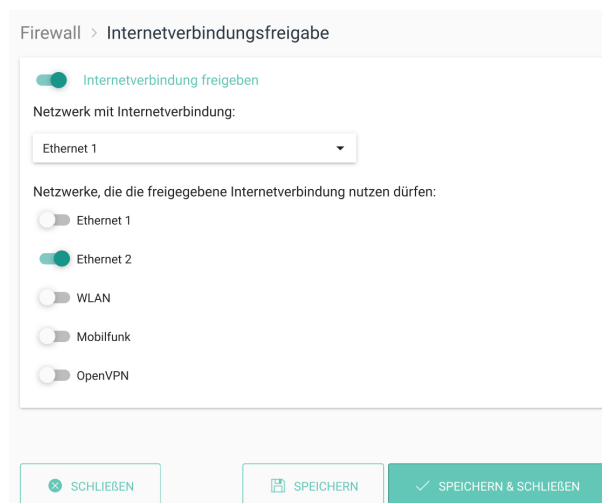 Firewall > Internetverbindungsfreigabe
Internetverbindung freigeben
Netzwerk mit Internetverbindung:
Ethernet 1
Netzwerke, die die freigegebene Internetverbindung nutzen dürfen:
Ethernet 1
Ethernet 2
WLAN
Mobilfunk
OpenVPN
SCHLIEẞEN SPEICHERN SPEICHERN & SCHLIEẞEN